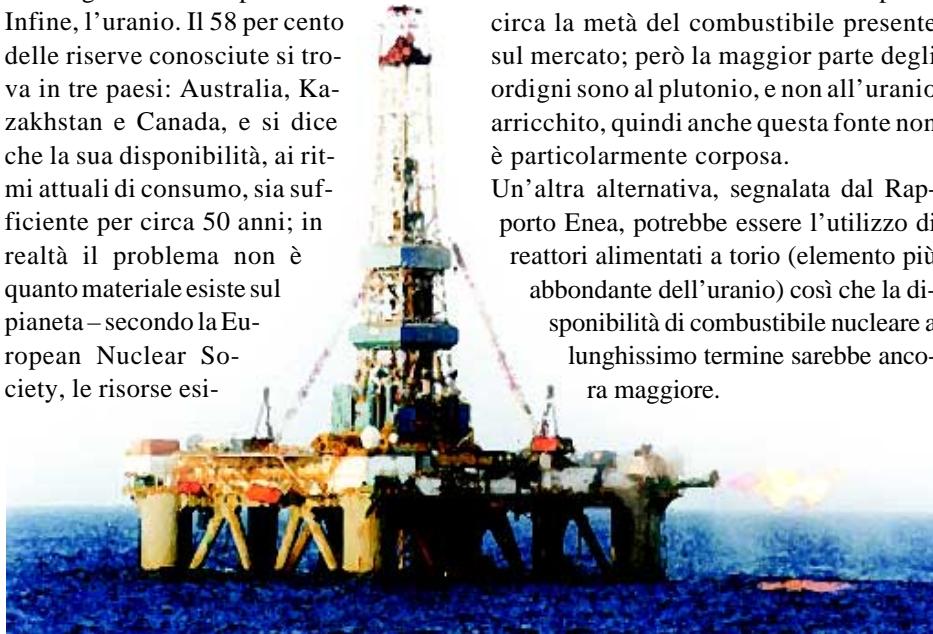 Infine, l'uranio. Il 58 per cento
delle riserve conosciute si tro-
va in tre paesi: Australia, Ka-
zakhstan e Canada, e si dice
che la sua disponibilità, ai rit-
mi attuali di consumo, sia suf-
ficiente per circa 50 anni; in
realtà il problema non è
quanto materiale esiste sul
pianeta – secondo la Eu-
ropean Nuclear So-
ciety, le risorse esi-
circa la metà del combustibile presente
sul mercato; però la maggior parte degli
ordigni sono al plutonio, e non all'uranio
arricchito, quindi anche questa fonte non
è particolarmente corposa.
Un'altra alternativa, segnalata dal Rap-
porto Enea, potrebbe essere l'utilizzo di
reattori alimentati a torio (elemento più
abbondante dell'uranio) così che la di-
sponibilità di combustibile nucleare a
lunghissimo termine sarebbe anco-
ra maggiore.